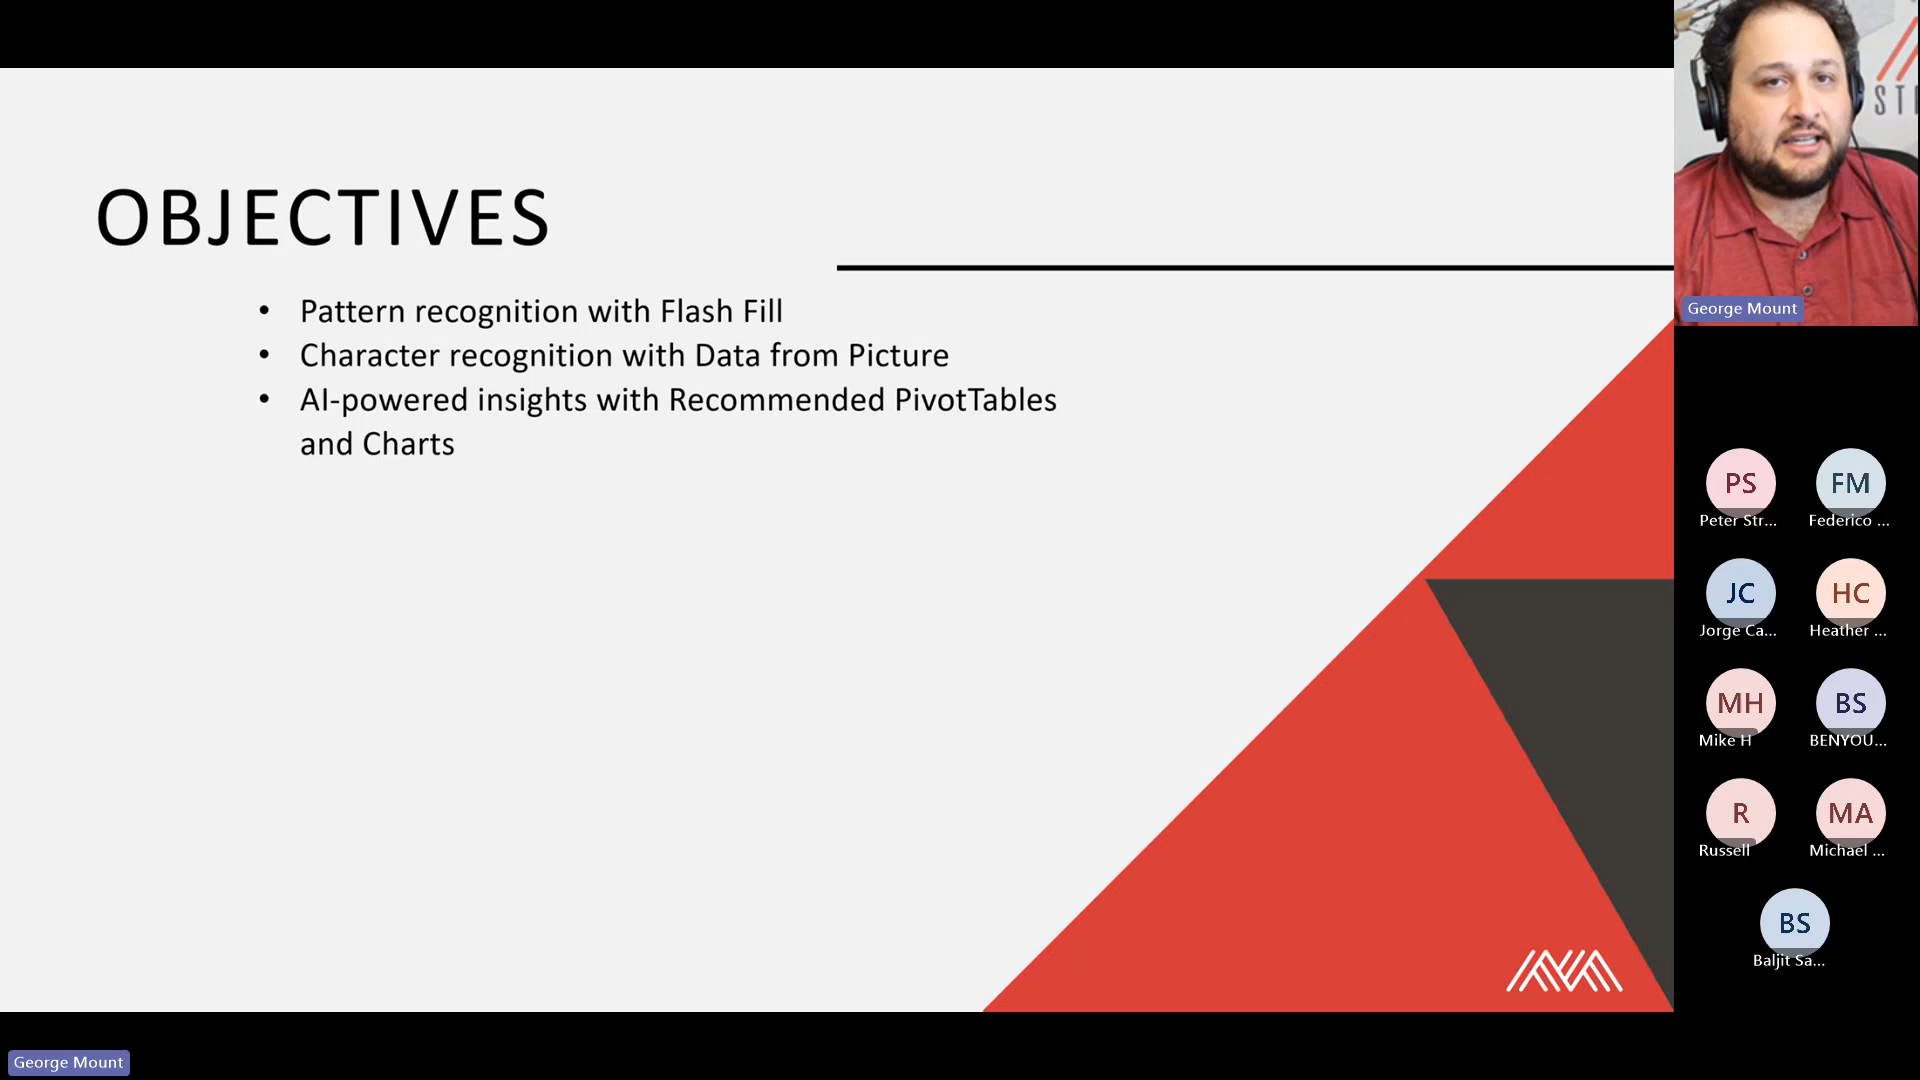 OBJECTIVES
• Pattern recognition with Flash Fill
• Character recognition with Data from Picture
• AI-powered insights with Recommended PivotTables
and Charts
STI
George Mount
PS
Peter Str...
FM
Federico ...
JC
Jorge Ca...
HC
Heather ...
MH
Mike H
BS
BENYOU...
R
Russell
MA
Michael ...
BS
Baljit Sa...
George Mount